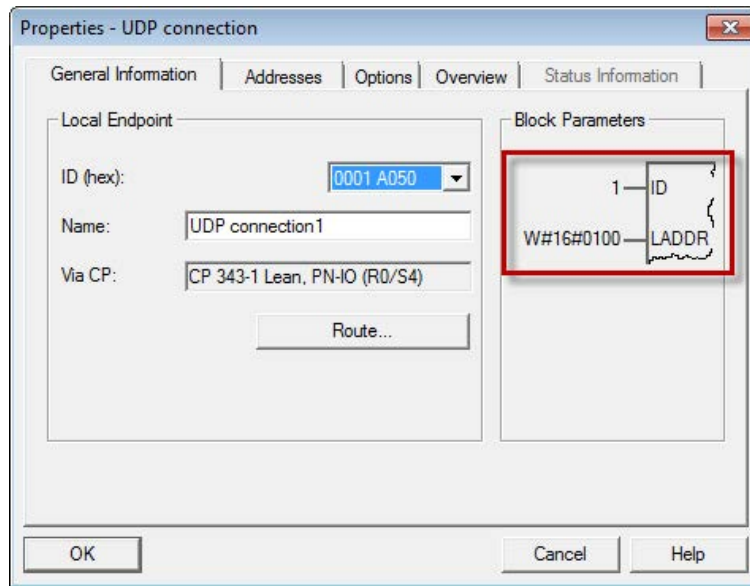 Properties - UDP connection
General Information
Addresses
Options
Overview
Status Information
Local Endpoint
ID (hex):
0001 A050
Name:
UDP connection1
Via CP:
CP 343-1 Lean, PN-IO (R0/S4)
Route...
Block Parameters
1 ID
W#16#0100 LADDR
OK
Cancel
Help